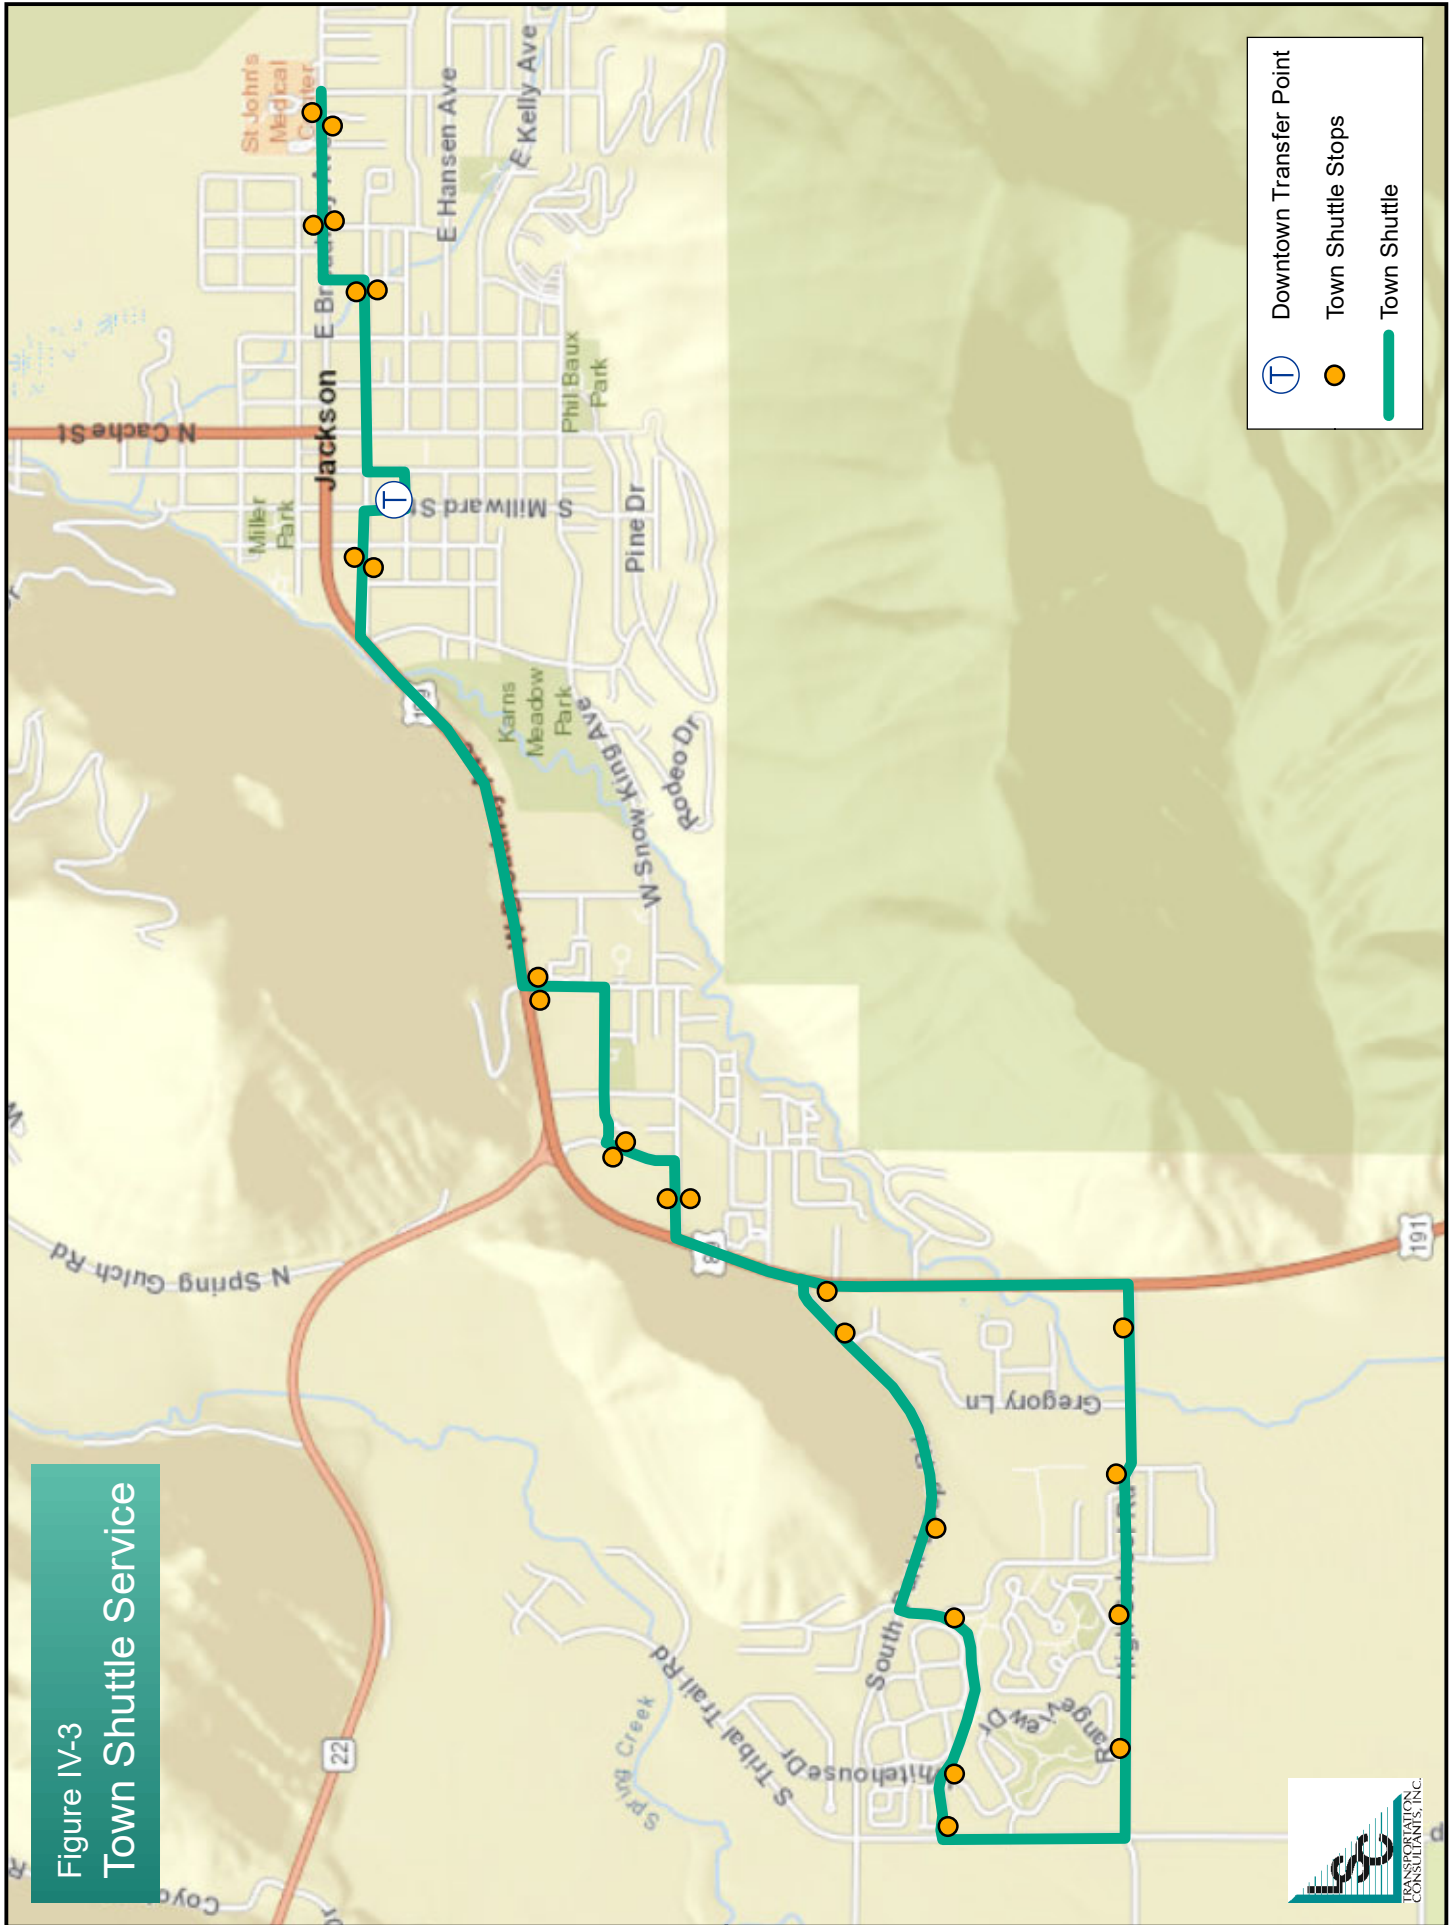 Figure IV-3
Town Shuttle Service
St John's
Medical
E Hansen Ave
E Kelly Ave
Jackson
N Cache St
Miller
Park
S Millward St
Phil Baux
Park
Pine Dr
Karns
Meadow
Park
W Snow King Ave
Rodeo Dr
N Spring Gulch Rd
22
191
Gregory Ln
South
S Tribal Trail Rd
Spring Creek
Whitehouse Dr
Range View Dr
Downtown Transfer Point
T
Town Shuttle Stops
Town Shuttle
T
LSC
TRANSPORTATION
CONSULTANTS, INC.